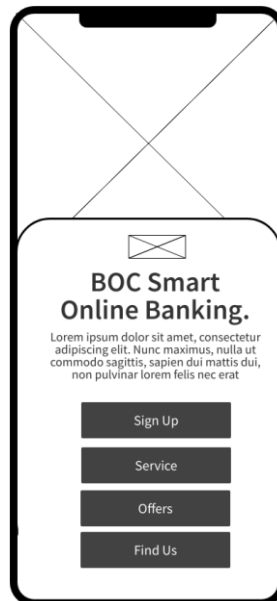 BOC Smart
Online Banking.
Lorem ipsum dolor sit amet, consectetur
adipiscing elit. Nunc maximus, nulla ut
commodo sagittis, sapien dui mattis dui,
non pulvinar lorem felis nec erat
Sign Up
Service
Offers
Find Us